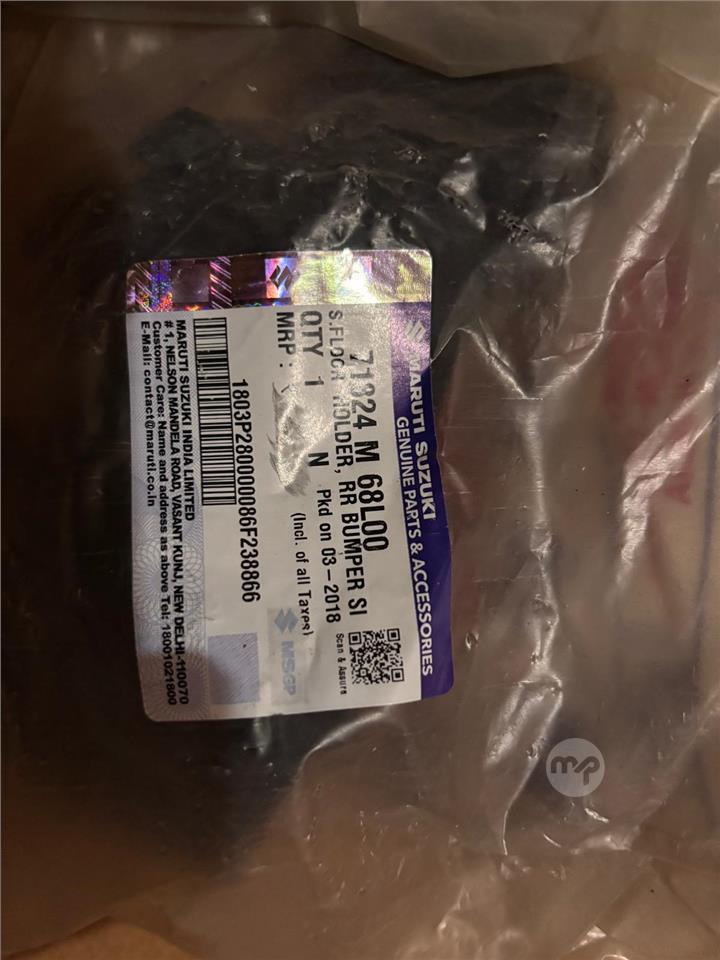 MARUTI SUZUKI
GENUINE PARTS & ACCESSORIES
71824 M 68L00
HOLDER, RR BUMPER SI
QTY 1 N Pkd on 03-2018
MRP :
(Incl. of all Taxes)
Scan & Assure
MSGP
1803P280000086F238866
MARUTI SUZUKI INDIA LIMITED
# 1, NELSON MANDELA ROAD, VASANT KUNJ, NEW DELHI-110070
Customer Care: Name and address as above Tel: 18001021800
E-Mail: contact@maruti.co.in
mp